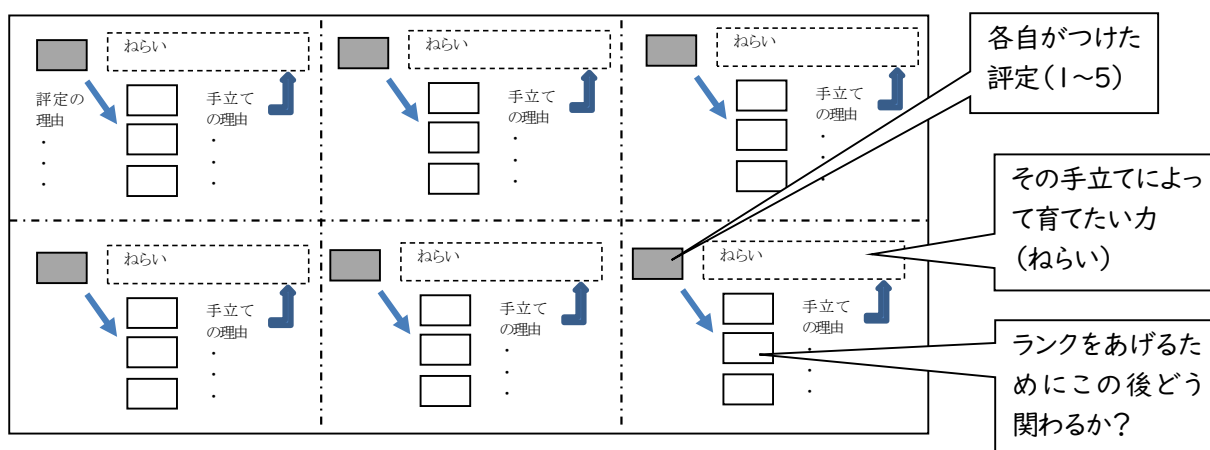 ねらい
評定の
理由
・
・
・
手立て
の理由
・
・
・
ねらい
手立て
の理由
・
・
・
ねらい
手立て
の理由
・
・
・
ねらい
手立て
の理由
・
・
・
ねらい
手立て
の理由
・
・
・
ねらい
手立て
の理由
・
・
・
各自がつけた
評定(1~5)
その手立てによっ
て育てたい力
(ねらい)
ランクをあげるた
めにこの後どう
関わるか?